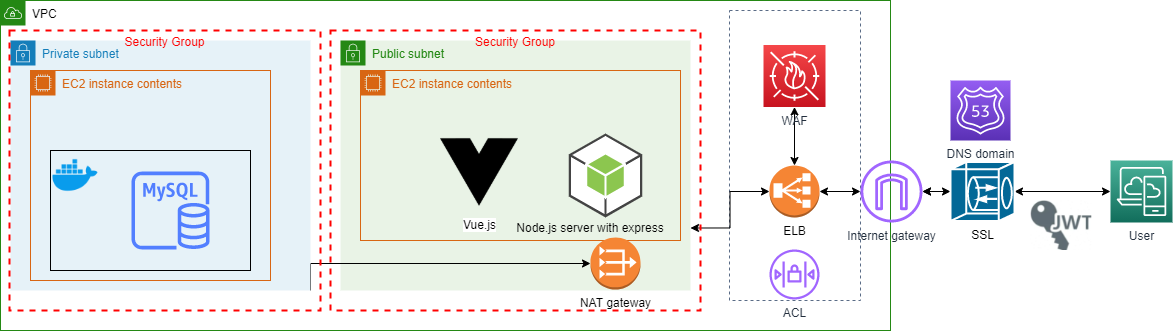 VPC
Security Group
Private subnet
EC2 instance contents
MySQL
Security Group
Public subnet
EC2 instance contents
Vue.js
Node.js server with express
NAT gateway
WAF
ELB
ACL
Internet gateway
53
DNS domain
SSL
JWT
User